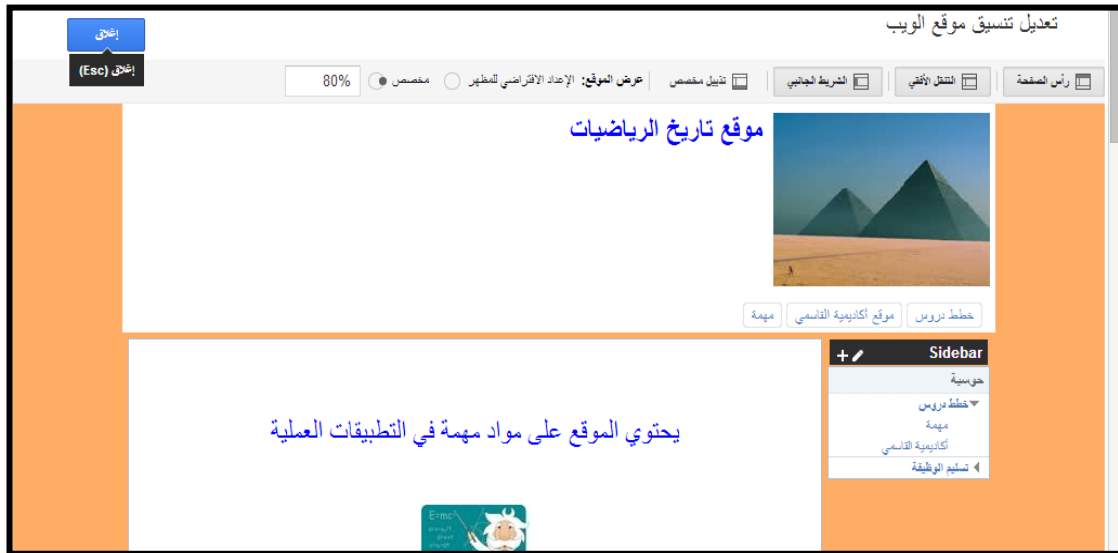 تعديل تنسيق موقع الويب
إغلاق
إغلاق (Esc)
رأس الصفحة التنقل الأفقي الشريط الجانبي تذييل مخصص عرض الموقع: الإعداد الافتراضي للمظهر مخصص 80%
موقع تاريخ الرياضيات
خطط دروس موقع أكاديمية القاسمي مهمة
Sidebar
حوسبة
خطط دروس
مهمة
أكاديمية القاسمي
تسليم الوظيفة
يحتوي الموقع على مواد مهمة في التطبيقات العملية
E=mc²